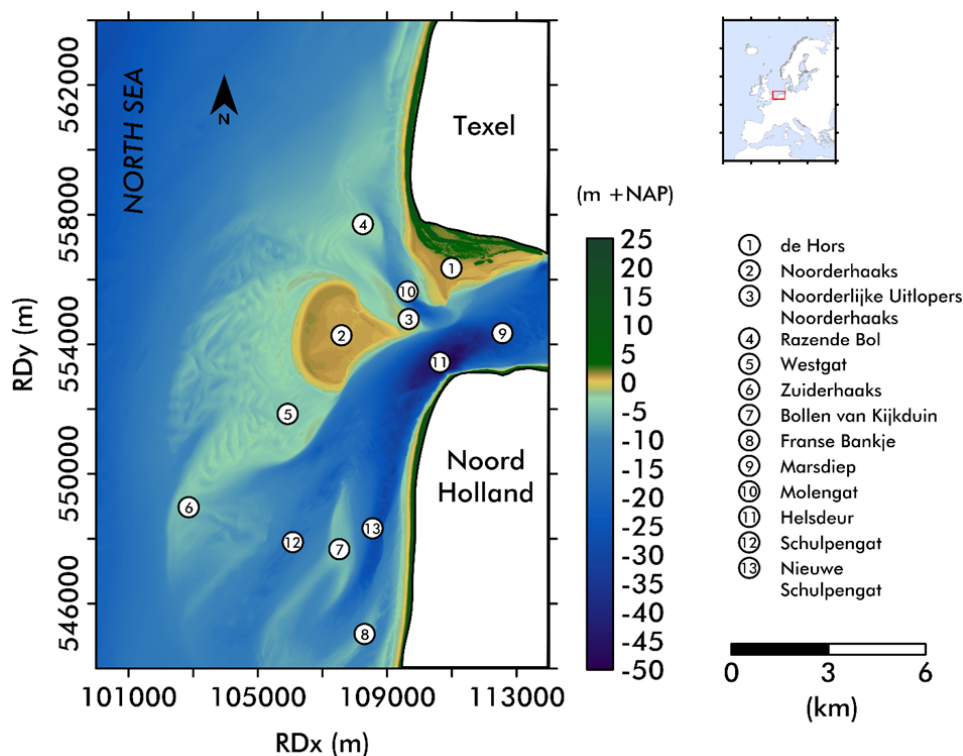 NORTH SEA
N
Texel
Noord
Holland
1
2
3
4
5
6
7
8
9
10
11
12
13
RDy (m)
562000
558000
554000
550000
546000
101000
105000
109000
113000
RDx (m)
(m +NAP)
25
20
15
10
5
0
-5
-10
-15
-20
-25
-30
-35
-40
-45
-50
1 de Hors
2 Noorderhaaks
3 Noorderlijke Uitlopers
Noorderhaaks
4 Razende Bol
5 Westgat
6 Zuiderhaaks
7 Bollen van Kijkduin
8 Franse Bankje
9 Marsdiep
10 Molengat
11 Helsdeur
12 Schulpengat
13 Nieuwe
Schulpengat
0 3 6
(km)